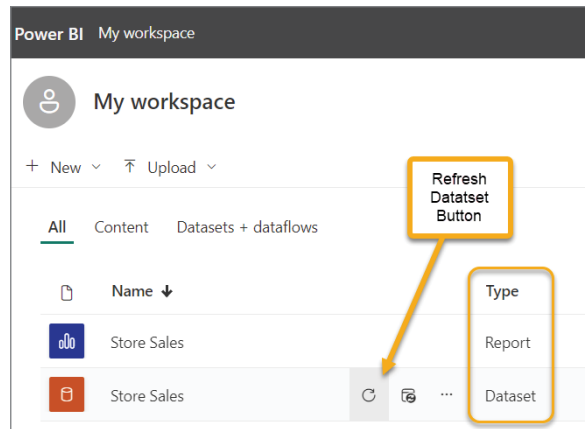 Power BI My workspace
My workspace
+ New Upload
Refresh
Datatset
Button
All Content Datasets + dataflows
Name Type
Store Sales Report
Store Sales ... Dataset